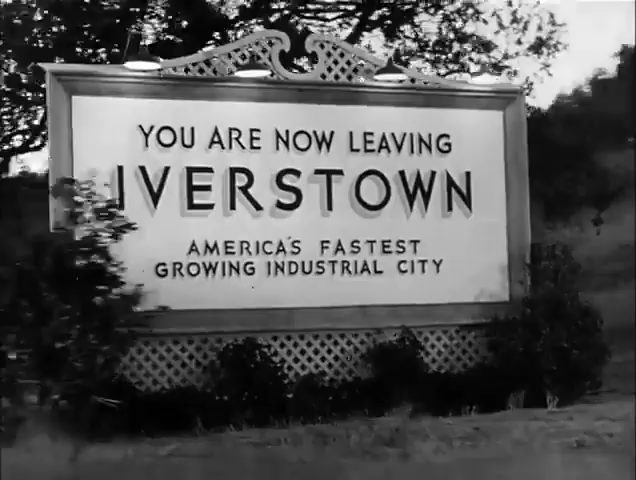 YOU ARE NOW LEAVING
IVERSTOWN
AMERICA'S FASTEST
GROWING INDUSTRIAL CITY